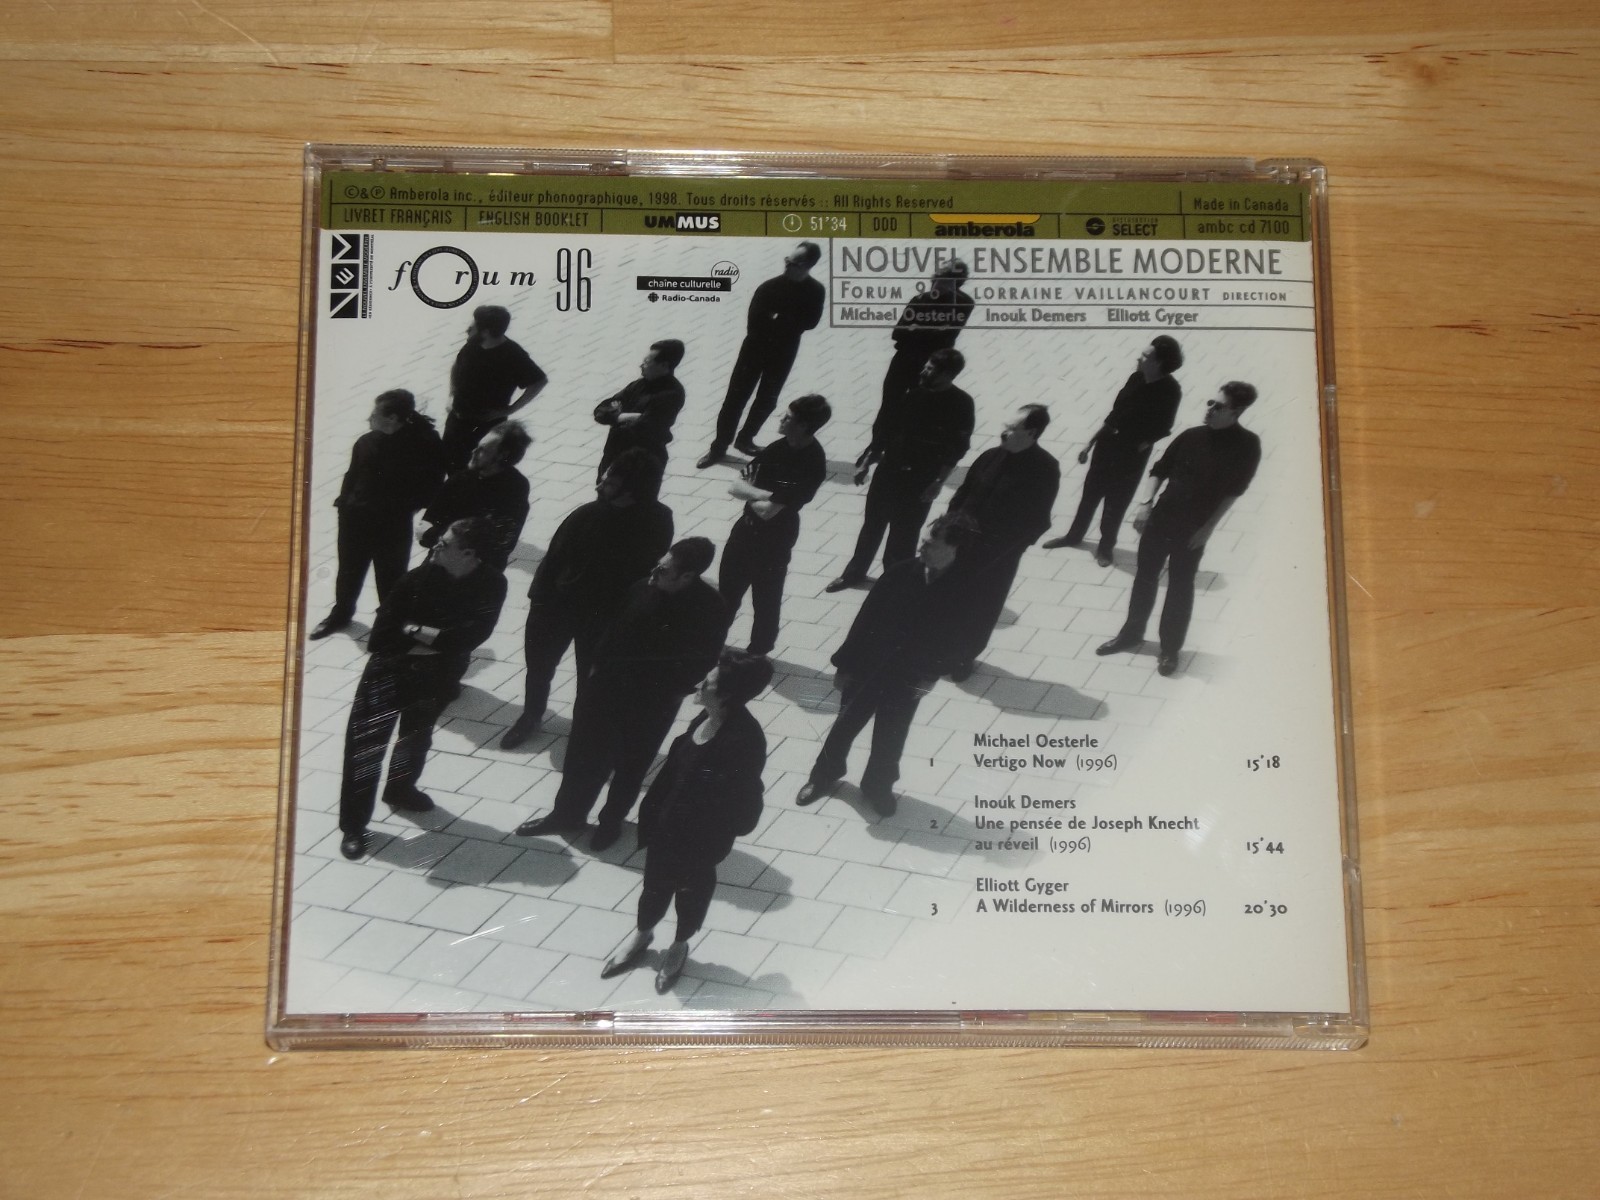 ©&℗ Amberola inc., éditeur phonographique, 1998. Tous droits réservés :: All Rights Reserved
Made in Canada
LIVRET FRANÇAIS ENGLISH BOOKLET UMMUS 51'34 DDD amberola SELECT ambc cd 7100
NEM
forum 96
radio
chaîne culturelle
Radio-Canada
NOUVEL ENSEMBLE MODERNE
FORUM 96 LORRAINE VAILLANCOURT DIRECTION
Michael Oesterle Inouk Demers Elliott Gyger
Michael Oesterle
1 Vertigo Now (1996) 15'18
Inouk Demers
2 Une pensée de Joseph Knecht
au réveil (1996) 15'44
Elliott Gyger
3 A Wilderness of Mirrors (1996) 20'30